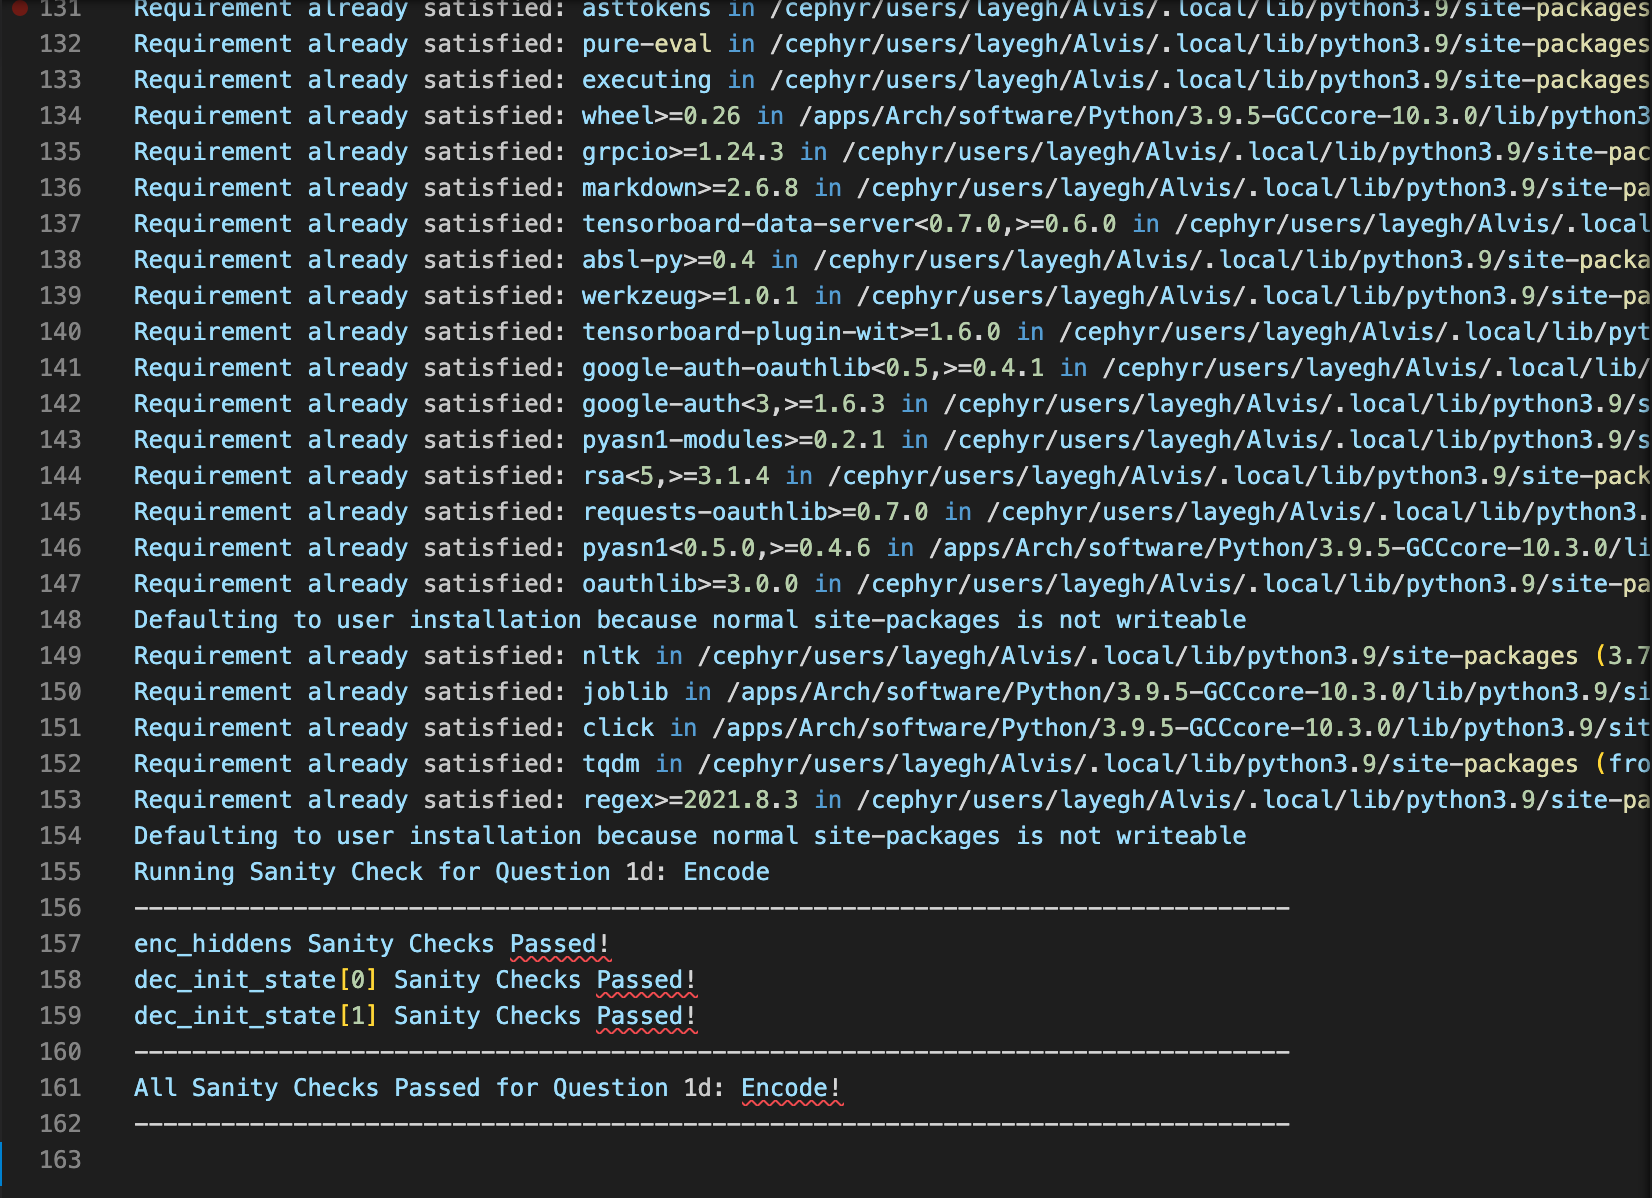 131 Requirement already satisfied: asttokens in /cephyr/users/layegh/Alvis/.local/lib/python3.9/site-packages
132 Requirement already satisfied: pure-eval in /cephyr/users/layegh/Alvis/.local/lib/python3.9/site-packages
133 Requirement already satisfied: executing in /cephyr/users/layegh/Alvis/.local/lib/python3.9/site-packages
134 Requirement already satisfied: wheel>=0.26 in /apps/Arch/software/Python/3.9.5-GCCcore-10.3.0/lib/python3
135 Requirement already satisfied: grpcio>=1.24.3 in /cephyr/users/layegh/Alvis/.local/lib/python3.9/site-pac
136 Requirement already satisfied: markdown>=2.6.8 in /cephyr/users/layegh/Alvis/.local/lib/python3.9/site-pa
137 Requirement already satisfied: tensorboard-data-server<0.7.0,>=0.6.0 in /cephyr/users/layegh/Alvis/.local
138 Requirement already satisfied: absl-py>=0.4 in /cephyr/users/layegh/Alvis/.local/lib/python3.9/site-packa
139 Requirement already satisfied: werkzeug>=1.0.1 in /cephyr/users/layegh/Alvis/.local/lib/python3.9/site-pa
140 Requirement already satisfied: tensorboard-plugin-wit>=1.6.0 in /cephyr/users/layegh/Alvis/.local/lib/pyt
141 Requirement already satisfied: google-auth-oauthlib<0.5,>=0.4.1 in /cephyr/users/layegh/Alvis/.local/lib/
142 Requirement already satisfied: google-auth<3,>=1.6.3 in /cephyr/users/layegh/Alvis/.local/lib/python3.9/s
143 Requirement already satisfied: pyasn1-modules>=0.2.1 in /cephyr/users/layegh/Alvis/.local/lib/python3.9/s
144 Requirement already satisfied: rsa<5,>=3.1.4 in /cephyr/users/layegh/Alvis/.local/lib/python3.9/site-pack
145 Requirement already satisfied: requests-oauthlib>=0.7.0 in /cephyr/users/layegh/Alvis/.local/lib/python3.
146 Requirement already satisfied: pyasn1<0.5.0,>=0.4.6 in /apps/Arch/software/Python/3.9.5-GCCcore-10.3.0/li
147 Requirement already satisfied: oauthlib>=3.0.0 in /cephyr/users/layegh/Alvis/.local/lib/python3.9/site-pa
148 Defaulting to user installation because normal site-packages is not writeable
149 Requirement already satisfied: nltk in /cephyr/users/layegh/Alvis/.local/lib/python3.9/site-packages (3.7
150 Requirement already satisfied: joblib in /apps/Arch/software/Python/3.9.5-GCCcore-10.3.0/lib/python3.9/si
151 Requirement already satisfied: click in /apps/Arch/software/Python/3.9.5-GCCcore-10.3.0/lib/python3.9/sit
152 Requirement already satisfied: tqdm in /cephyr/users/layegh/Alvis/.local/lib/python3.9/site-packages (fro
153 Requirement already satisfied: regex>=2021.8.3 in /cephyr/users/layegh/Alvis/.local/lib/python3.9/site-pa
154 Defaulting to user installation because normal site-packages is not writeable
155 Running Sanity Check for Question 1d: Encode
156 --------------------------------------------------------------------------------
157 enc_hiddens Sanity Checks Passed!
158 dec_init_state[0] Sanity Checks Passed!
159 dec_init_state[1] Sanity Checks Passed!
160 --------------------------------------------------------------------------------
161 All Sanity Checks Passed for Question 1d: Encode!
162 --------------------------------------------------------------------------------
163